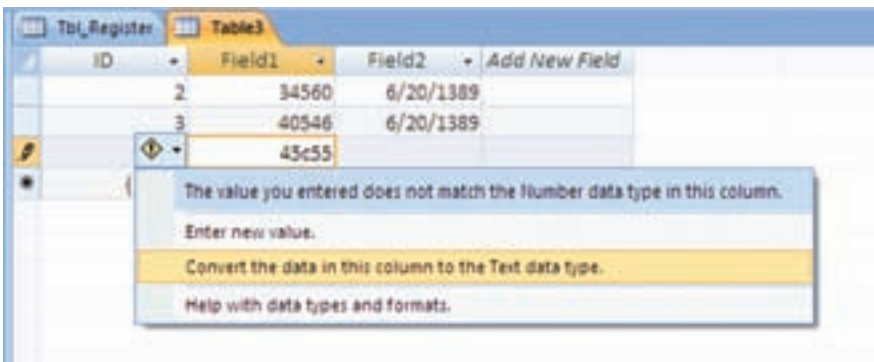 Tbl_Register Table3
ID Field1 Field2 Add New Field
2 34560 6/20/1389
3 40546 6/20/1389
45c55
The value you entered does not match the Number data type in this column.
Enter new value.
Convert the data in this column to the Text data type.
Help with data types and formats.